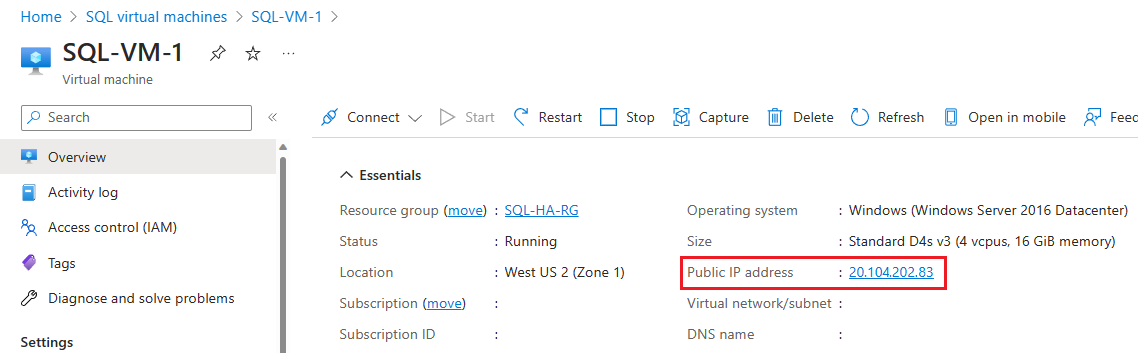 Home > SQL virtual machines > SQL-VM-1 >
SQL-VM-1
Virtual machine
Search
Overview
Activity log
Access control (IAM)
Tags
Diagnose and solve problems
Settings
Connect Start Restart Stop Capture Delete Refresh Open in mobile Feed
Essentials
Resource group (move) : SQL-HA-RG
Status : Running
Location : West US 2 (Zone 1)
Subscription (move) :
Subscription ID :
Operating system : Windows (Windows Server 2016 Datacenter)
Size : Standard D4s v3 (4 vcpus, 16 GiB memory)
Public IP address : 20.104.202.83
Virtual network/subnet :
DNS name :